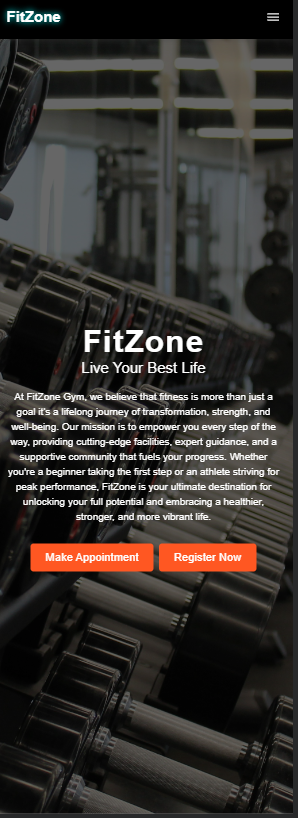 FitZone
FitZone
Live Your Best Life
At FitZone Gym, we believe that fitness is more than just a
goal it's a lifelong journey of transformation, strength, and
well-being. Our mission is to empower you every step of the
way, providing cutting-edge facilities, expert guidance, and a
supportive community that fuels your progress. Whether
you're a beginner taking the first step or an athlete striving for
peak performance, FitZone is your ultimate destination for
unlocking your full potential and embracing a healthier,
stronger, and more vibrant life.
Make Appointment
Register Now